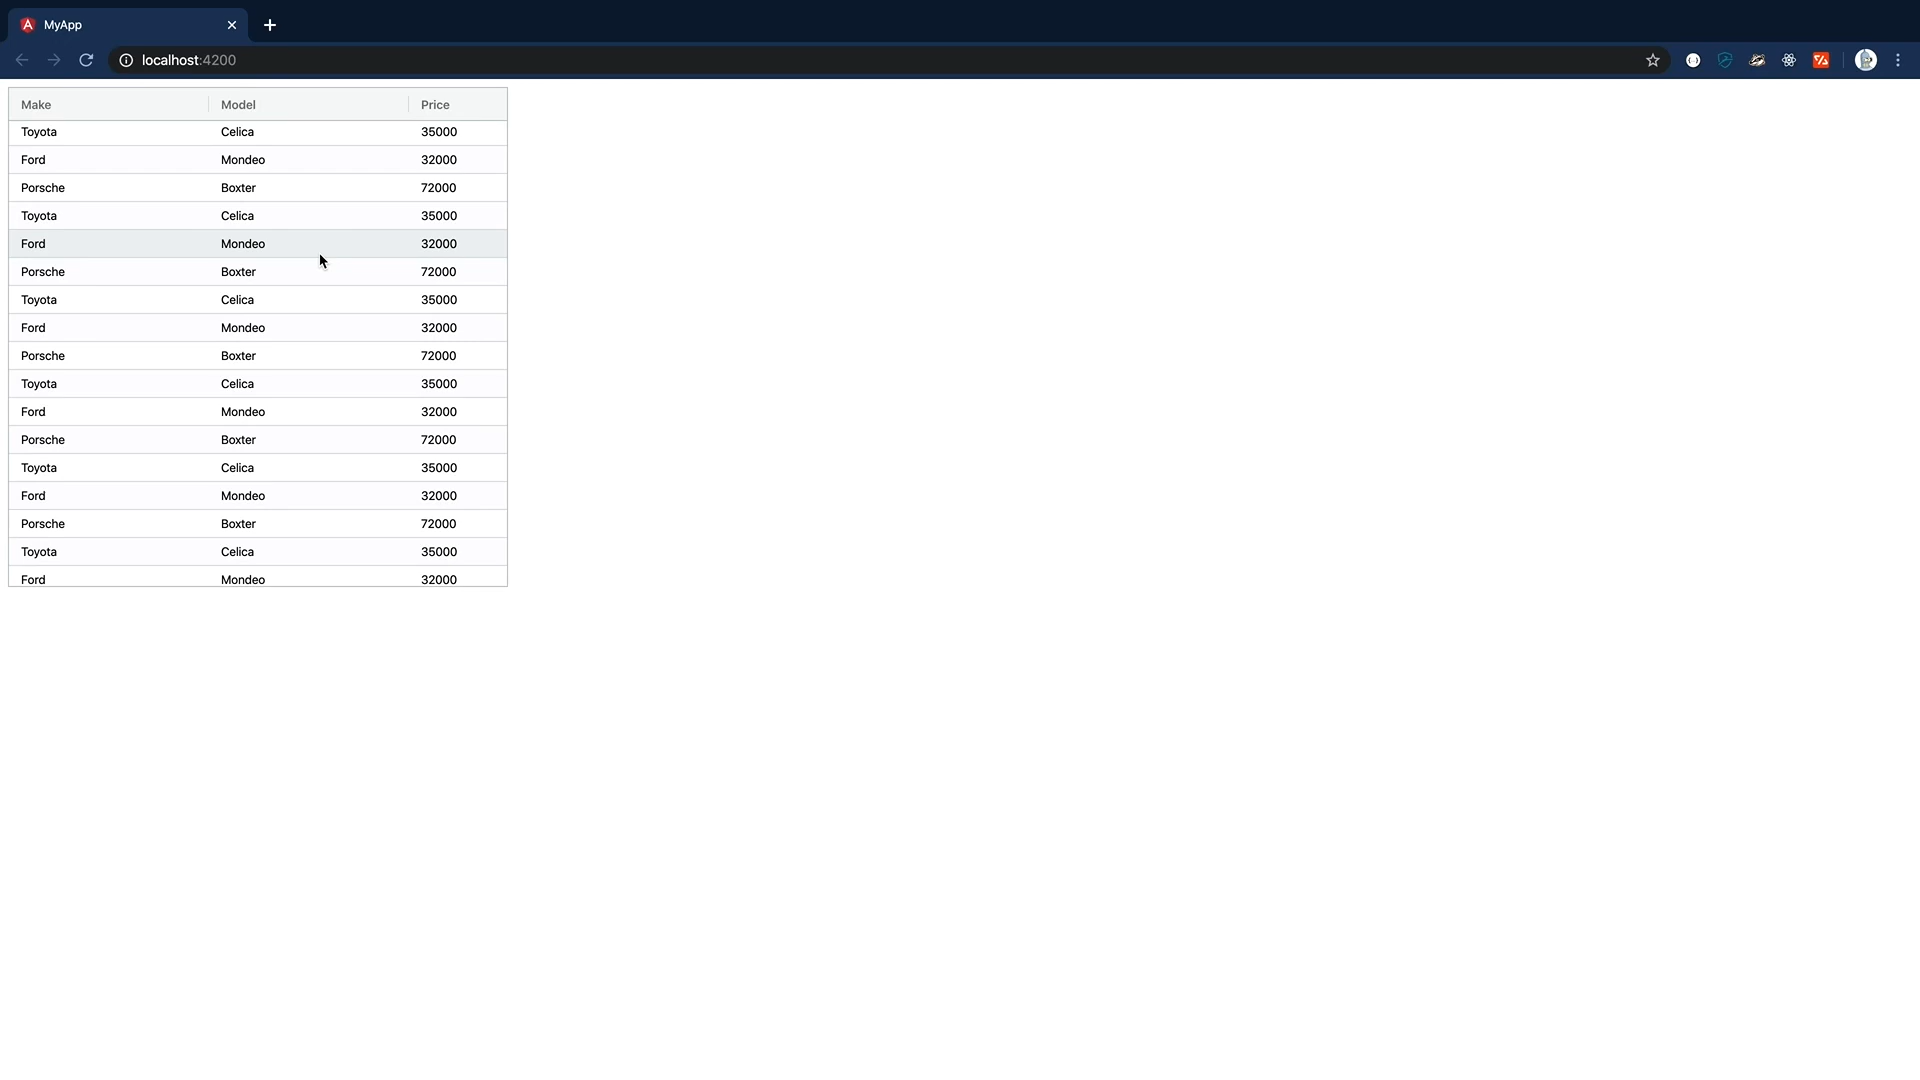 MyApp
localhost:4200
Make Model Price
Toyota Celica 35000
Ford Mondeo 32000
Porsche Boxter 72000
Toyota Celica 35000
Ford Mondeo 32000
Porsche Boxter 72000
Toyota Celica 35000
Ford Mondeo 32000
Porsche Boxter 72000
Toyota Celica 35000
Ford Mondeo 32000
Porsche Boxter 72000
Toyota Celica 35000
Ford Mondeo 32000
Porsche Boxter 72000
Toyota Celica 35000
Ford Mondeo 32000